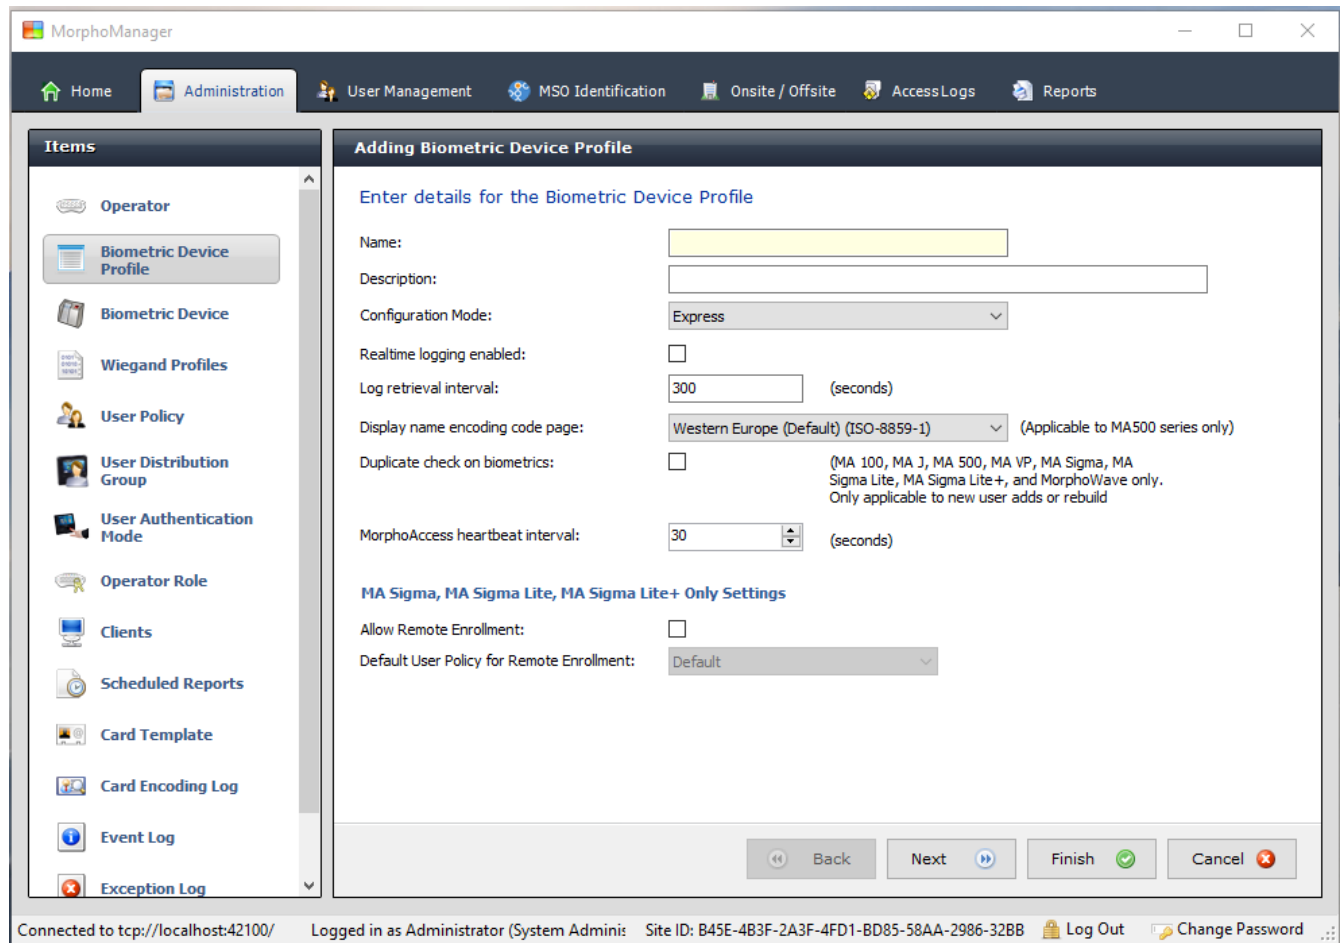 MorphoManager
Home
Administration
User Management
MSO Identification
Onsite / Offsite
Access Logs
Reports
Items
Operator
Biometric Device
Profile
Biometric Device
Wiegand Profiles
User Policy
User Distribution
Group
User Authentication
Mode
Operator Role
Clients
Scheduled Reports
Card Template
Card Encoding Log
Event Log
Exception Log
Adding Biometric Device Profile
Enter details for the Biometric Device Profile
Name:
Description:
Configuration Mode: Express
Realtime logging enabled:
Log retrieval interval: 300 (seconds)
Display name encoding code page: Western Europe (Default) (ISO-8859-1) (Applicable to MA500 series only)
Duplicate check on biometrics: (MA 100, MA J, MA 500, MA VP, MA Sigma, MA
Sigma Lite, MA Sigma Lite+, and MorphoWave only.
Only applicable to new user adds or rebuild
MorphoAccess heartbeat interval: 30 (seconds)
MA Sigma, MA Sigma Lite, MA Sigma Lite+ Only Settings
Allow Remote Enrollment:
Default User Policy for Remote Enrollment: Default
Back
Next
Finish
Cancel
Connected to tcp://localhost:42100/ Logged in as Administrator (System Adminis Site ID: B45E-4B3F-2A3F-4FD1-BD85-58AA-2986-32BB Log Out Change Password